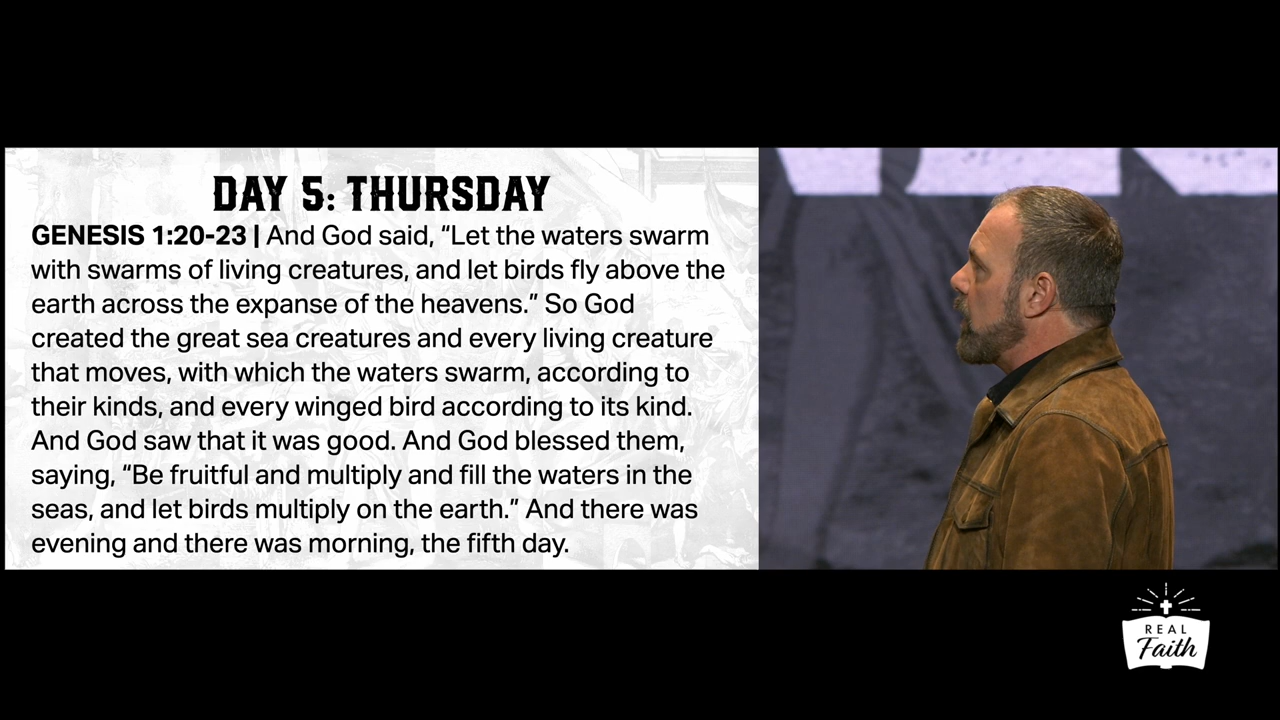 DAY 5: THURSDAY
GENESIS 1:20-23 | And God said, “Let the waters swarm
with swarms of living creatures, and let birds fly above the
earth across the expanse of the heavens.” So God
created the great sea creatures and every living creature
that moves, with which the waters swarm, according to
their kinds, and every winged bird according to its kind.
And God saw that it was good. And God blessed them,
saying, “Be fruitful and multiply and fill the waters in the
seas, and let birds multiply on the earth.” And there was
evening and there was morning, the fifth day.
REAL
Faith